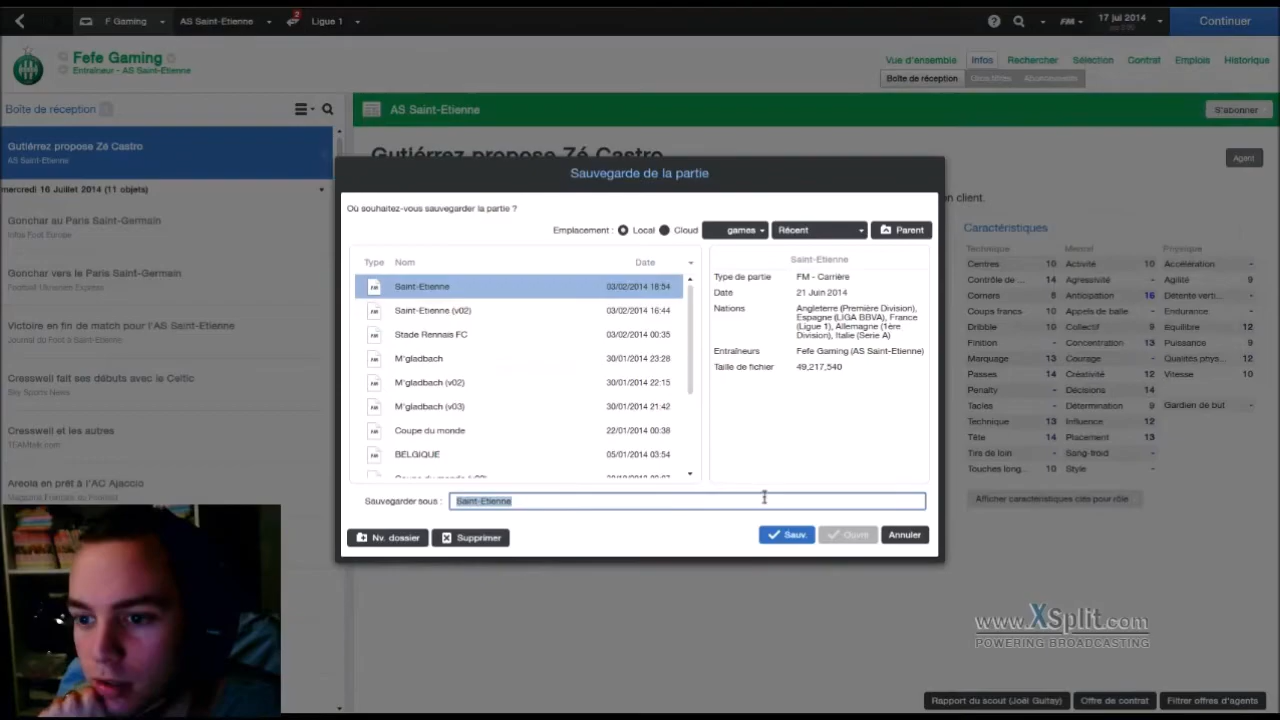 F Gaming
AS Saint-Etienne
2
Ligue 1
FM
17 jul 2014
Continuer
Fefe Gaming
Entraîneur - AS Saint-Etienne
Vue d'ensemble
Infos
Rechercher
Sélection
Contrat
Emplois
Historique
Boîte de réception
Abonnements
Boîte de réception
AS Saint-Etienne
S'abonner
Gutiérrez propose Zé Castro
AS Saint-Etienne
Gutiérrez propose Zé Castro
Agent
mercredi 16 Juillet 2014 (11 objets)
Gonchar au Paris Saint-Germain
Infos Foot Europe
Gonchar vers le Paris Saint-Germain
Football Ukrainien Express
Victoire en fin de match pour l'AS Saint-Etienne
Journal du Foot à Saint-Etienne
Cresswell fait ses débuts avec le Celtic
Sky Sports News
Cresswell et les autres
TEAMtalk.com
Areola en prêt à l'AC Ajaccio
Magazine Français du Football
Sauvegarde de la partie
Où souhaitez-vous sauvegarder la partie ?
Emplacement :
Local
Cloud
games
Récent
Parent
Type
Nom
Date
Saint-Etienne
03/02/2014 18:54
Saint-Etienne (v02)
03/02/2014 16:44
Stade Rennais FC
03/02/2014 00:35
M'gladbach
30/01/2014 23:28
M'gladbach (v02)
30/01/2014 22:15
M'gladbach (v03)
30/01/2014 21:42
Coupe du monde
22/01/2014 00:38
BELGIQUE
05/01/2014 03:54
Saint-Etienne
Type de partie
FM - Carrière
Date
21 Juin 2014
Nations
Angleterre (Première Division),
Espagne (LIGA BBVA), France
(Ligue 1), Allemagne (1ère
Division), Italie (Serie A)
Entraîneurs
Fefe Gaming (AS Saint-Etienne)
Taille de fichier
49,217,540
Sauvegarder sous :
Saint-Etienne
Nv. dossier
Supprimer
Sauv.
Ouvrir
Annuler
n client.
Caractéristiques
Technique
Mental
Physique
Centres 10
Activité 10
Accélération -
Contrôle de ... 14
Agressivité -
Agilité 9
Corners 6
Anticipation 16
Détente verti... -
Coups francs 10
Appels de balle -
Endurance -
Dribble 10
Collectif 9
Equilibre 12
Finition -
Concentration 13
Puissance 9
Marquage 13
Courage -
Qualités phys... 12
Passes 14
Créativité 12
Vitesse 10
Penalty -
Décisions 14
Tacles -
Détermination 9
Gardien de but -
Technique 13
Influence 12
Tête 14
Placement 13
Tirs de loin -
Sang-froid -
Touches long... 10
Style -
Afficher caractéristiques clés pour rôle
www.XSplit.com
POWERING BROADCASTING
Rapport du scout (Joël Guitay)
Offre de contrat
Filtrer offres d'agents